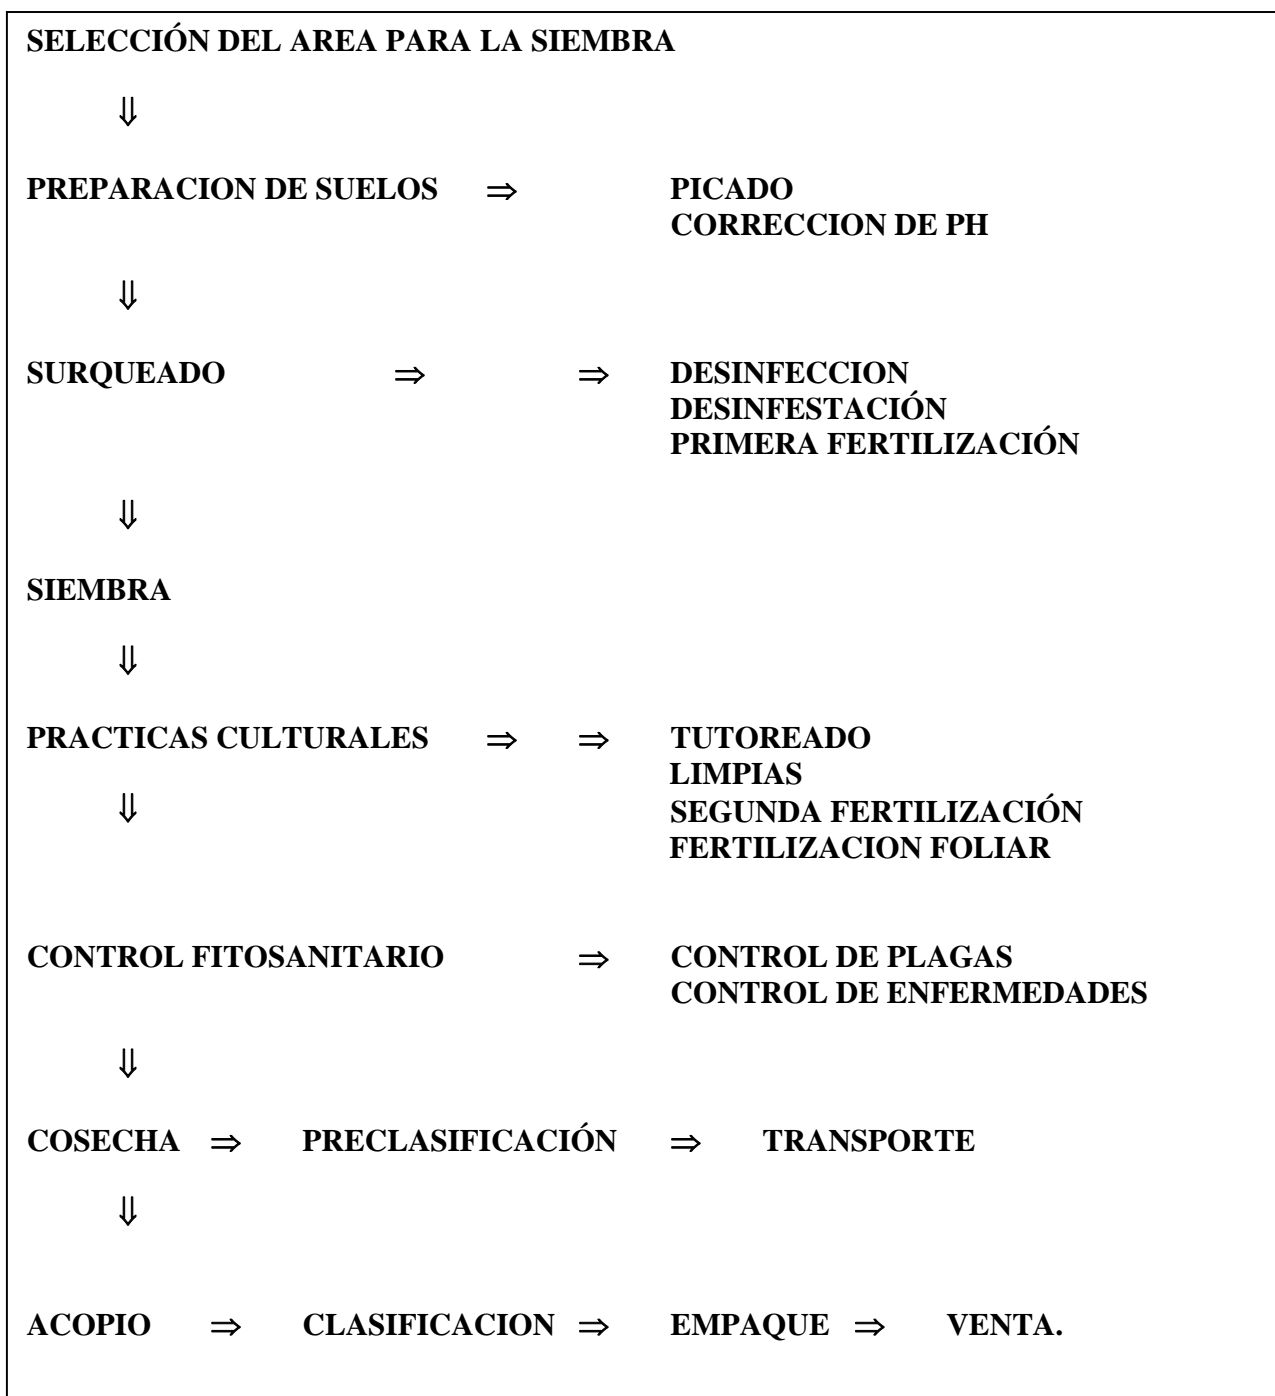 SELECCIÓN DEL AREA PARA LA SIEMBRA
⇓
PREPARACION DE SUELOS ⇒ PICADO
CORRECCION DE PH
⇓
SURQUEADO ⇒ ⇒ DESINFECCION
DESINFESTACIÓN
PRIMERA FERTILIZACIÓN
⇓
SIEMBRA
⇓
PRACTICAS CULTURALES ⇒ ⇒ TUTOREADO
LIMPIAS
⇓ SEGUNDA FERTILIZACIÓN
FERTILIZACION FOLIAR
CONTROL FITOSANITARIO ⇒ CONTROL DE PLAGAS
CONTROL DE ENFERMEDADES
⇓
COSECHA ⇒ PRECLASIFICACIÓN ⇒ TRANSPORTE
⇓
ACOPIO ⇒ CLASIFICACION ⇒ EMPAQUE ⇒ VENTA.